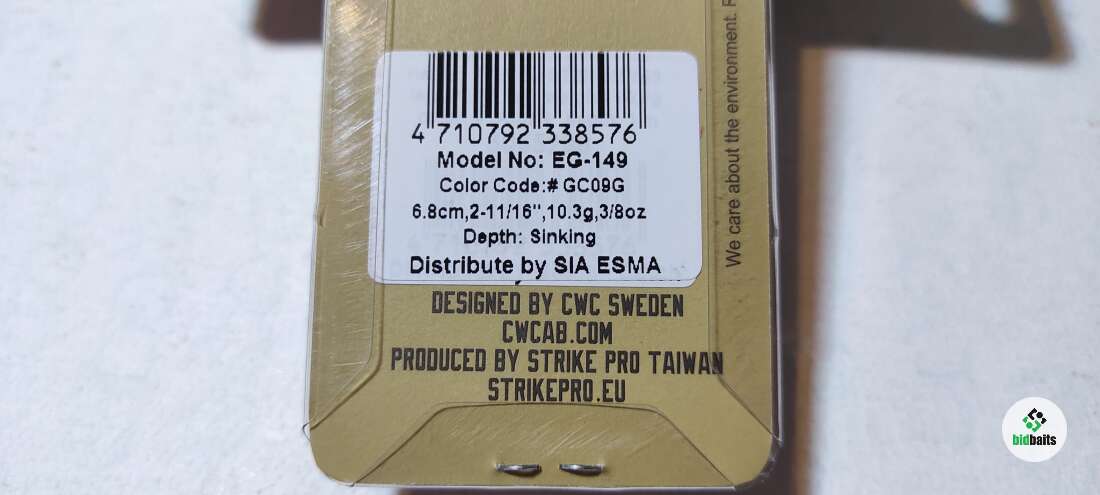 4 710792 338576
Model No: EG-149
Color Code:# GC09G
6.8cm,2-11/16",10.3g,3/8oz
Depth: Sinking
Distribute by SIA ESMA
DESIGNED BY CWC SWEDEN
CWCAB.COM
PRODUCED BY STRIKE PRO TAIWAN
STRIKEPRO.EU
We care about the environment.
bidbaits